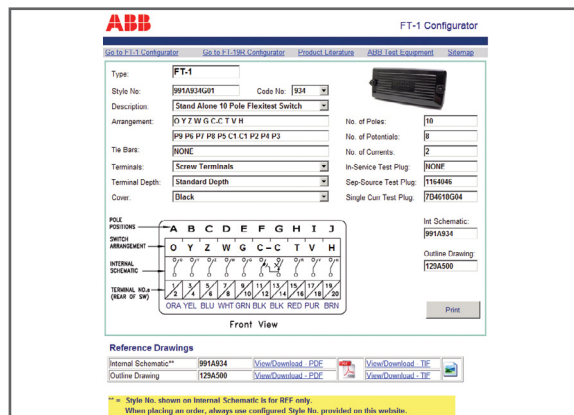 ABB
FT-1 Configurator
Go to FT-1 Configurator Go to FT-19R Configurator Product Literature ABB Test Equipment Sitemap
Type: FT-1
Style No: 991A934G01 Code No: 934
Description: Stand Alone 10 Pole Flexitest Switch
Arrangement: O Y Z W G C-C T V H No. of Poles: 10
P9 P6 P7 P8 P5 C1 C1 P2 P4 P3 No. of Potentials: 8
Tie Bars: NONE No. of Currents: 2
Terminals: Screw Terminals In-Service Test Plug: NONE
Terminal Depth: Standard Depth Sep-Source Test Plug: 1164046
Cover: Black Single Curr Test Plug: 7B4618G04
POLE
POSITIONS A B C D E F G H I J
Int Schematic:
991A934
SWITCH
ARRANGEMENT O Y Z W G C - C T V H
Outline Drawing:
129A500
INTERNAL
SCHEMATIC
TERMINAL NO.s
(REAR OF SW)
1 3 5 7 9 11 13 15 17 19
2 4 6 8 10 12 14 16 18 20
ORA YEL BLU WHT GRN BLK BLK RED PUR BRN
Print
Front View
Reference Drawings
Internal Schematic** 991A934 View/Download - PDF View/Download - TIF
Outline Drawing 129A500 View/Download - PDF View/Download - TIF
** = Style No. shown on Internal Schematic is for REF only.
When placing an order, always use configured Style No. provided on this website.